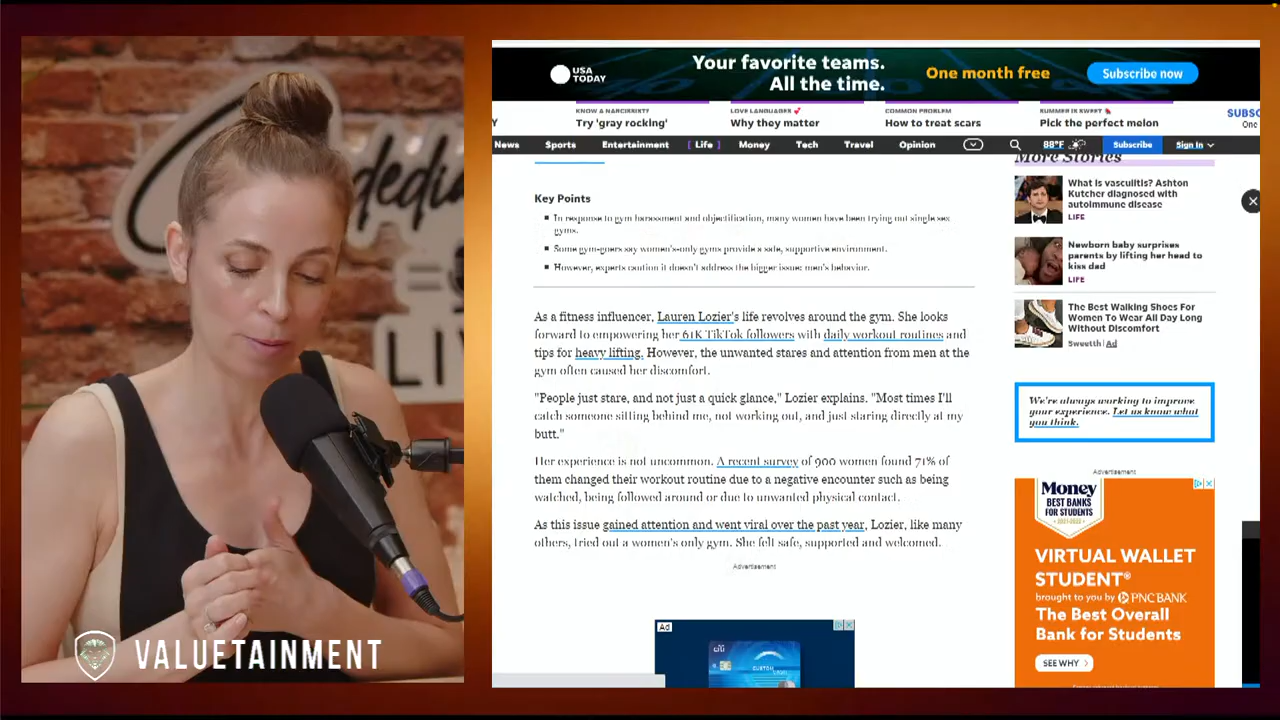 USA TODAY
Your favorite teams.
All the time.
One month free
Subscribe now
KNOW A NARCISSIST?
Try 'gray rocking'
LOVE LANGUAGES
Why they matter
COMMON PROBLEM
How to treat scars
SUMMER IS SWEET
Pick the perfect melon
SUBSC
One
Y
News
Sports
Entertainment
[ Life ]
Money
Tech
Travel
Opinion
88°F
Subscribe
Sign In
Key Points
In response to gym harassment and objectification, many women have been trying out single sex
gyms.
Some gym-goers say women's-only gyms provide a safe, supportive environment.
However, experts caution it doesn't address the bigger issue: men's behavior.
As a fitness influencer, Lauren Lozier's life revolves around the gym. She looks
forward to empowering her 61K TikTok followers with daily workout routines and
tips for heavy lifting. However, the unwanted stares and attention from men at the
gym often caused her discomfort.
"People just stare, and not just a quick glance," Lozier explains. "Most times I'll
catch someone sitting behind me, not working out, and just staring directly at my
butt."
Her experience is not uncommon. A recent survey of 900 women found 71% of
them changed their workout routine due to a negative encounter such as being
watched, being followed around or due to unwanted physical contact.
As this issue gained attention and went viral over the past year, Lozier, like many
others, tried out a women's only gym. She felt safe, supported and welcomed.
Advertisement
Ad
citi
CUSTOM
More Stories
What is vasculitis? Ashton
Kutcher diagnosed with
autoimmune disease
LIFE
Newborn baby surprises
parents by lifting her head to
kiss dad
LIFE
The Best Walking Shoes For
Women To Wear All Day Long
Without Discomfort
Sweetth | Ad
We're always working to improve
your experience. Let us know what
you think.
Advertisement
Money
BEST BANKS
FOR STUDENTS
2021-2022
VIRTUAL WALLET
STUDENT®
brought to you by PNC BANK
The Best Overall
Bank for Students
SEE WHY
VALUETAINMENT